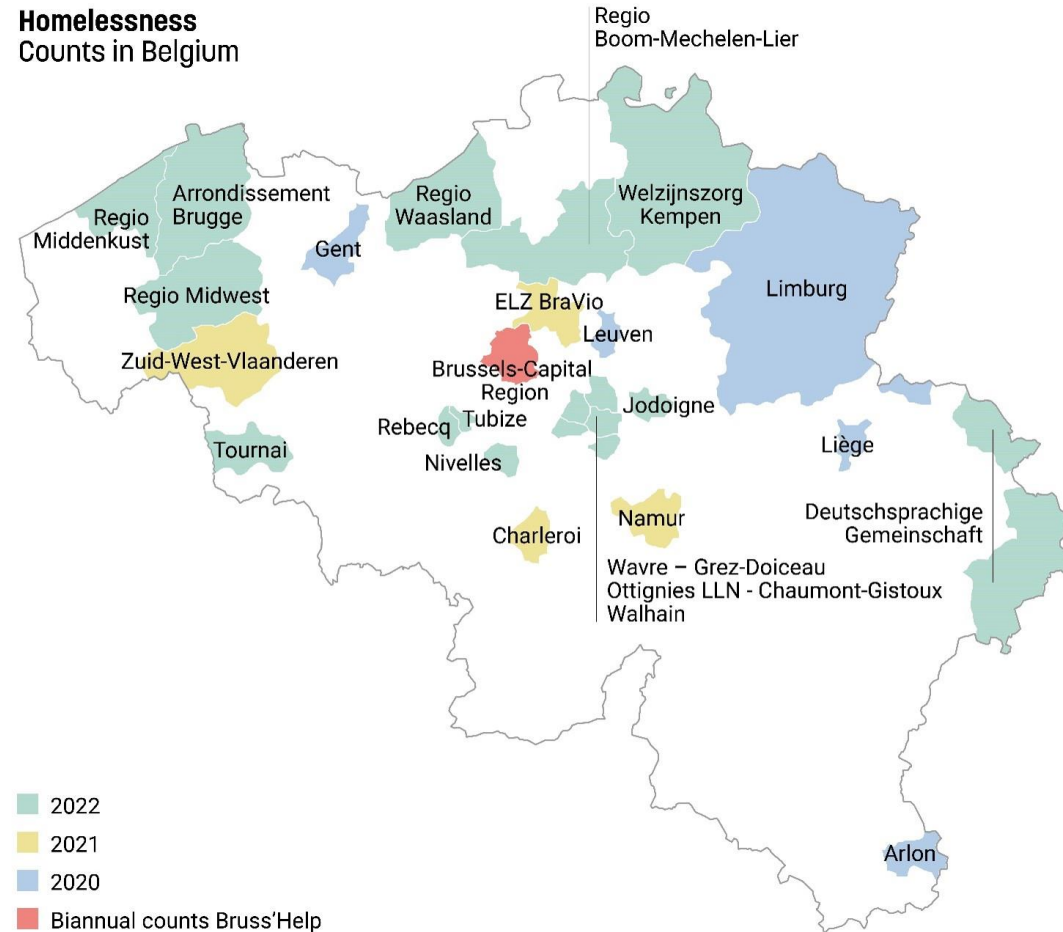 Homelessness
Counts in Belgium
Regio
Boom-Mechelen-Lier
Arrondissement
Brugge
Regio
Middenkust
Regio
Waasland
Welzijnszorg
Kempen
Gent
Regio Midwest
Limburg
ELZ BraVio
Leuven
Zuid-West-Vlaanderen
Brussels-Capital
Region
Jodoigne
Rebecq
Tubize
Tournai
Nivelles
Liège
Deutschsprachige
Gemeinschaft
Charleroi
Namur
Wavre – Grez-Doiceau
Ottignies LLN - Chaumont-Gistoux
Walhain
2022
2021
2020
Biannual counts Bruss'Help
Arlon